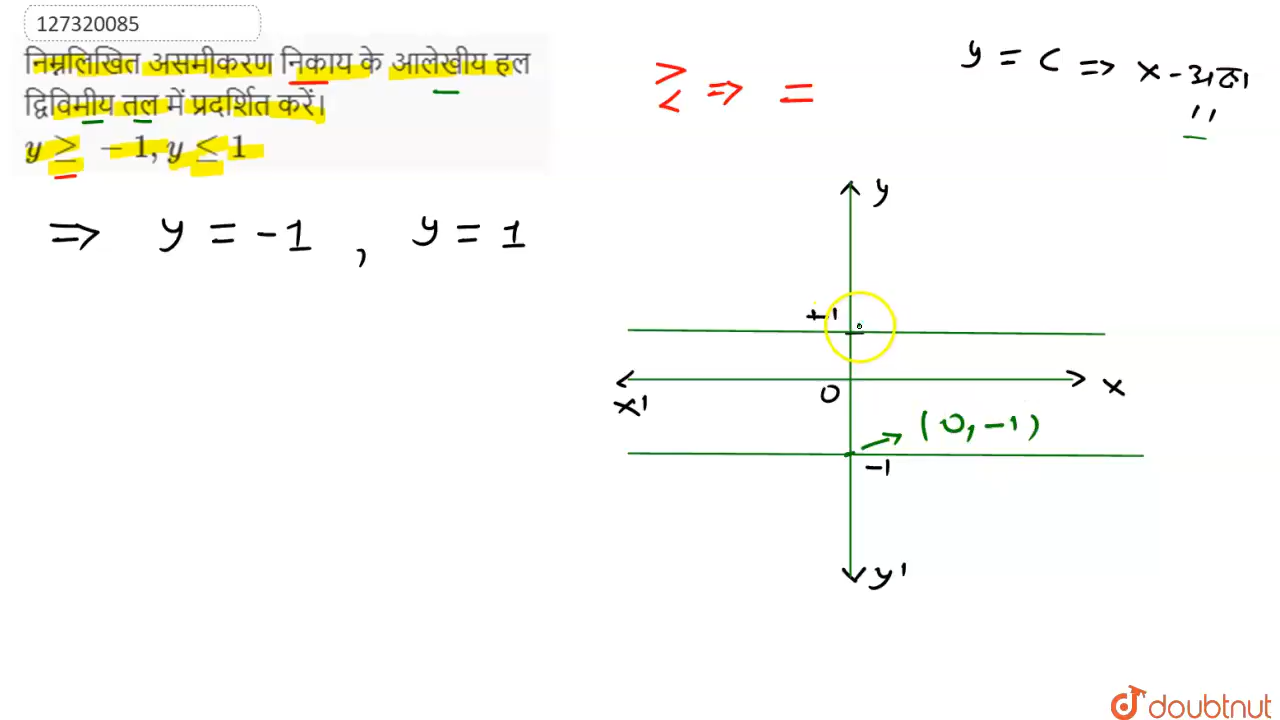 127320085
निम्नलिखित असमीकरण निकाय के आलेखीय हल
द्विविमीय तल में प्रदर्शित करें।
y ≥ -1, y ≤ 1
> < ⇒ =
y = c ⇒ x-अक्ष
11
⇒ y = -1 , y = 1
y
+1
x' 0 x
(0, -1)
-1
y'
doubtnut